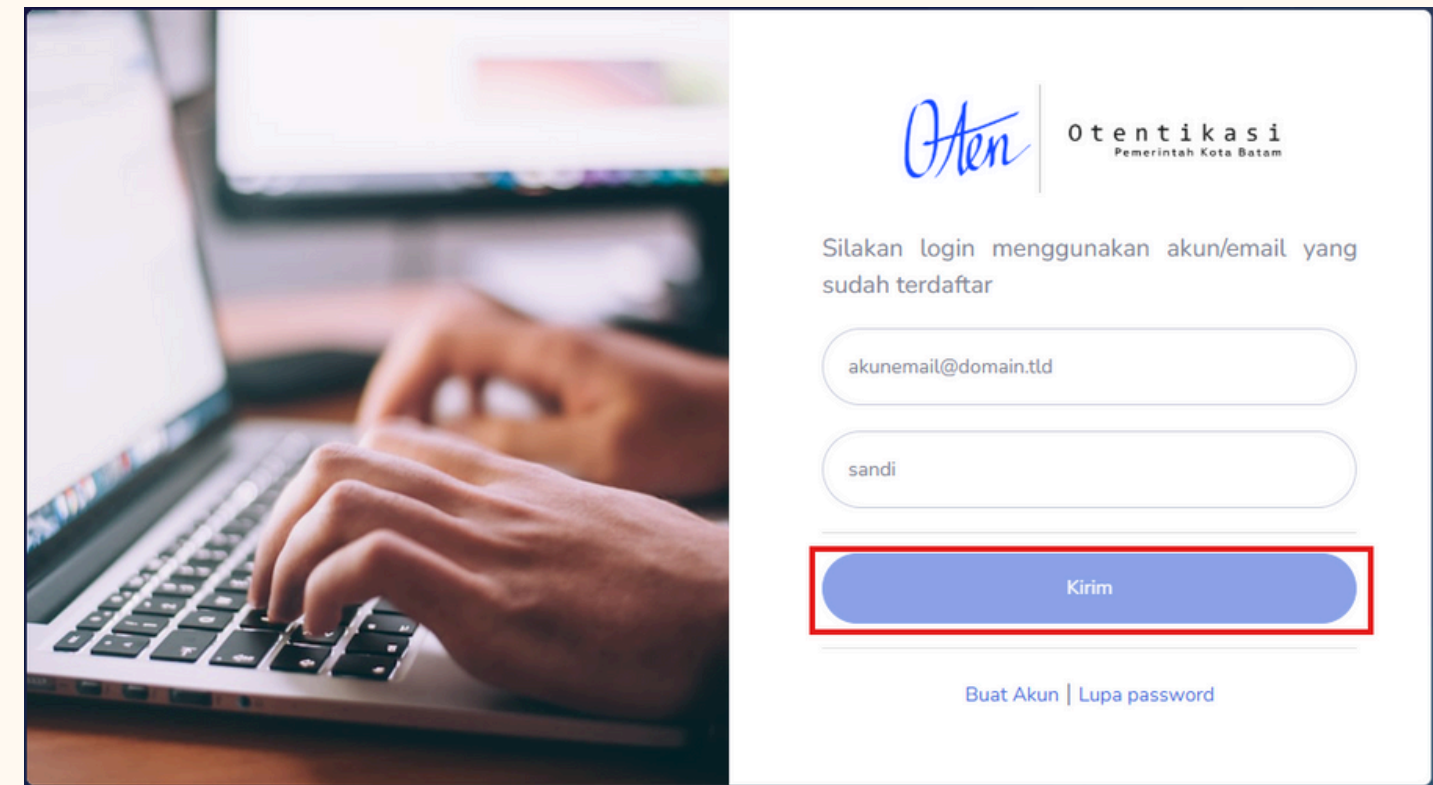 Oten
Otentikasi
Pemerintah Kota Batam
Silakan login menggunakan akun/email yang
sudah terdaftar
akunemail@domain.tld
sandi
Kirim
Buat Akun | Lupa password